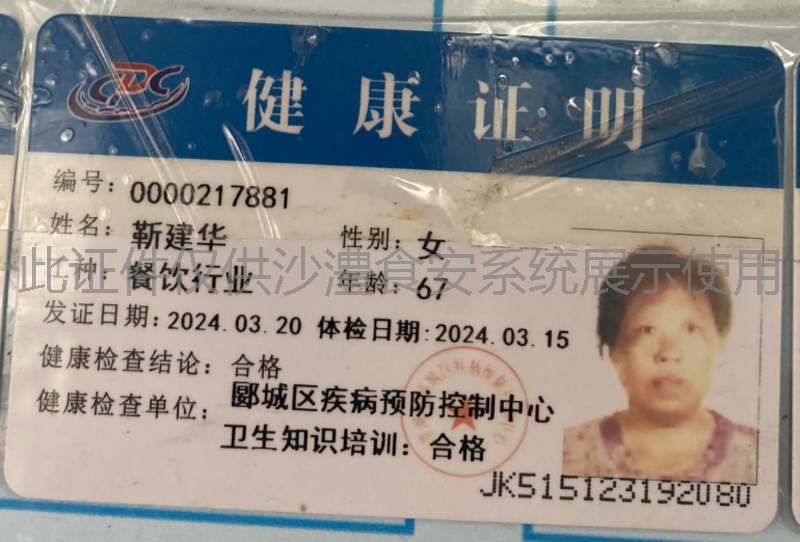 CDC
健康证明
编号：0000217881
姓名：靳建华 性别：女
此证件仅供沙澧食安系统展示使用
工种：餐饮行业 年龄：67
发证日期：2024.03.20 体检日期：2024.03.15
健康检查结论：合格
健康检查单位：郾城区疾病预防控制中心
卫生知识培训：合格
JK515123192080